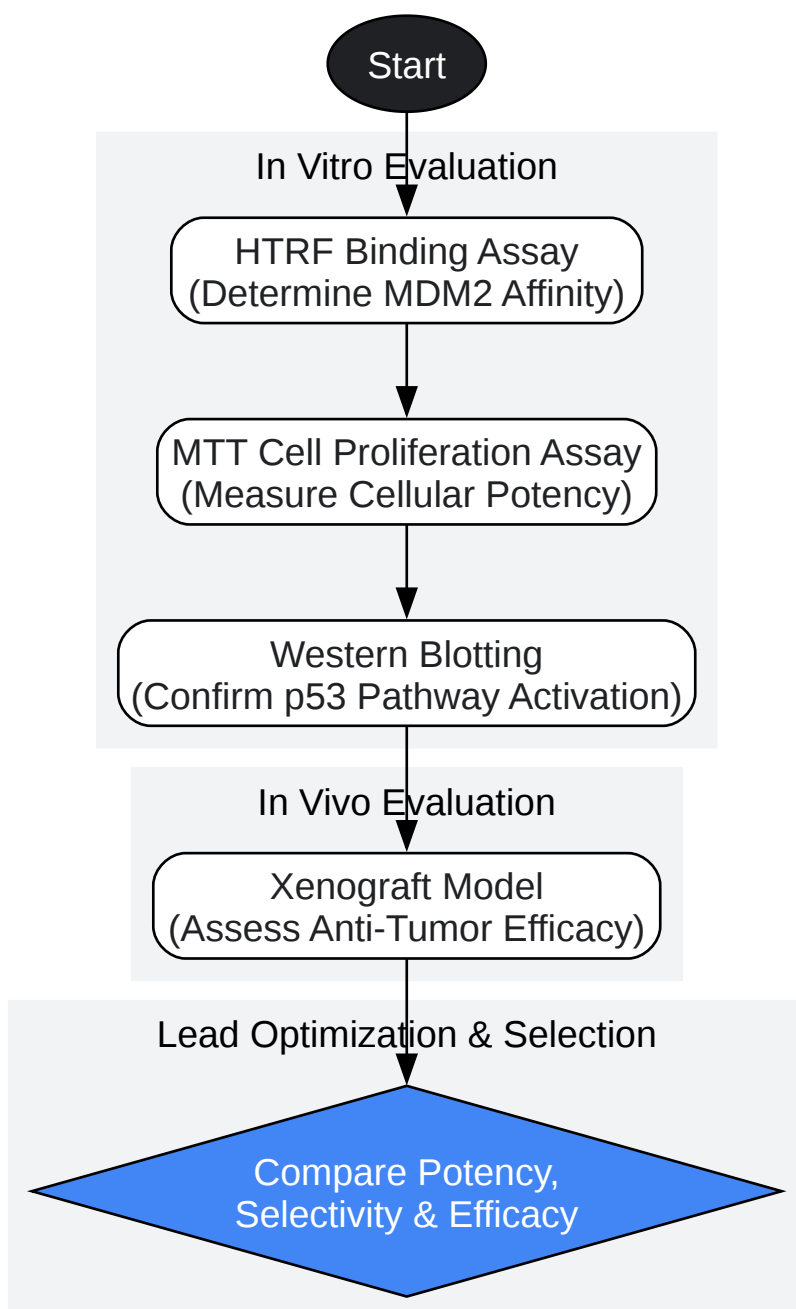 Start
In Vitro Evaluation
HTRF Binding Assay
(Determine MDM2 Affinity)
MTT Cell Proliferation Assay
(Measure Cellular Potency)
Western Blotting
(Confirm p53 Pathway Activation)
In Vivo Evaluation
Xenograft Model
(Assess Anti-Tumor Efficacy)
Lead Optimization & Selection
Compare Potency,
Selectivity & Efficacy